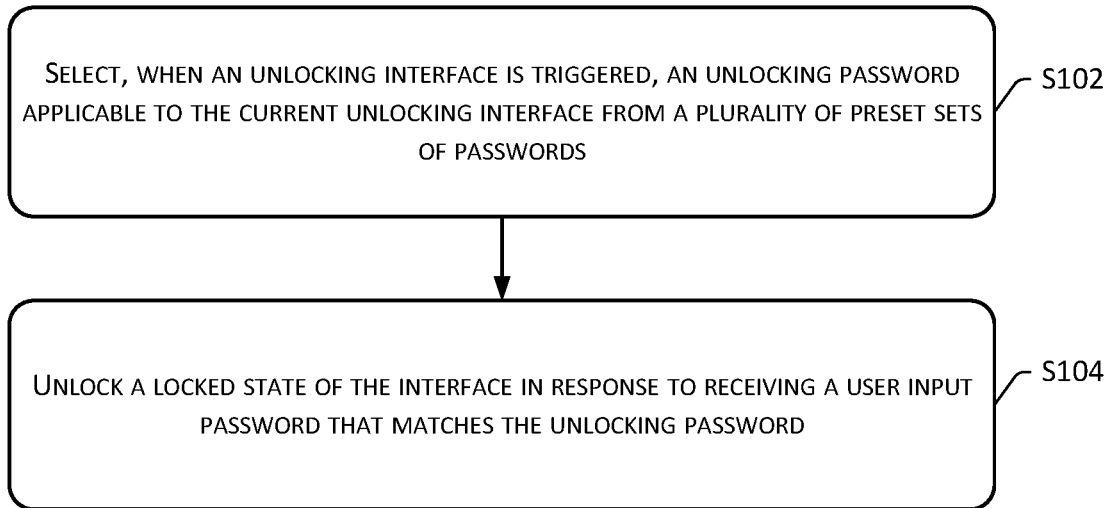 SELECT, WHEN AN UNLOCKING INTERFACE IS TRIGGERED, AN UNLOCKING PASSWORD
APPLICABLE TO THE CURRENT UNLOCKING INTERFACE FROM A PLURALITY OF PRESET SETS
OF PASSWORDS
S102
UNLOCK A LOCKED STATE OF THE INTERFACE IN RESPONSE TO RECEIVING A USER INPUT
PASSWORD THAT MATCHES THE UNLOCKING PASSWORD
S104